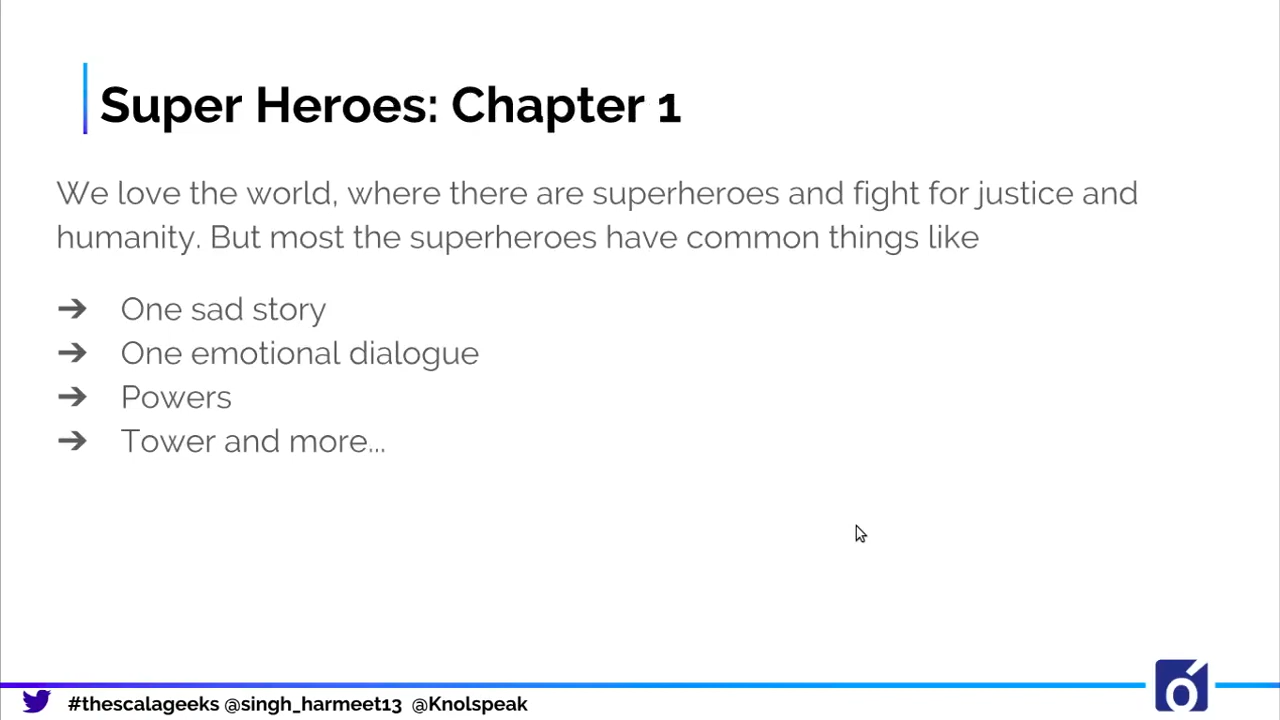 Super Heroes: Chapter 1
We love the world, where there are superheroes and fight for justice and
humanity. But most the superheroes have common things like
➔ One sad story
➔ One emotional dialogue
➔ Powers
➔ Tower and more...
#thescalageeks @singh_harmeet13 @Knolspeak